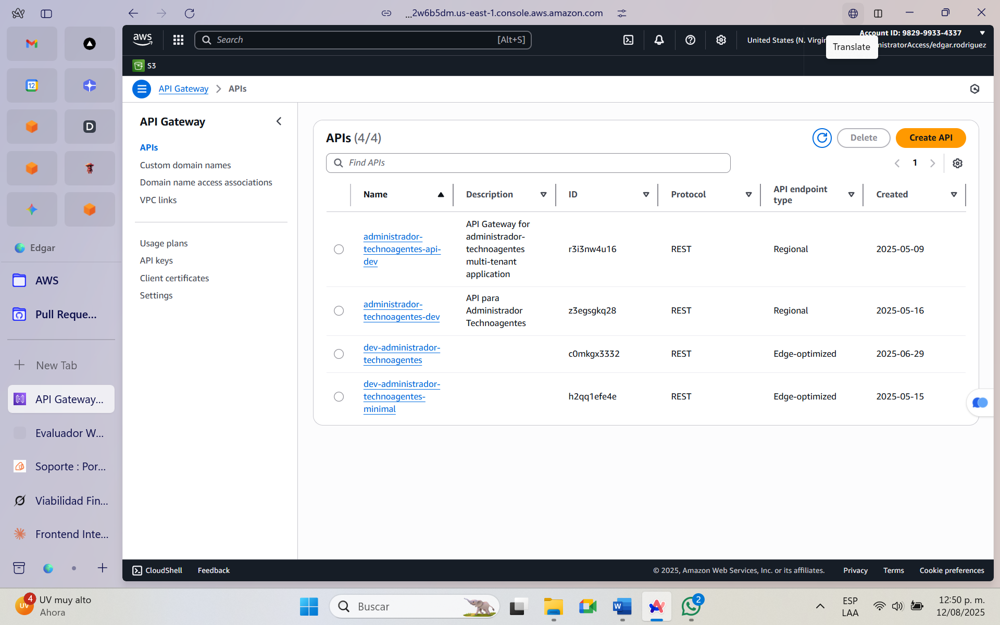 ...2w6b5dm.us-east-1.console.aws.amazon.com
aws
Search
[Alt+S]
United States (N. Virgin
Account ID: 9829-9933-4337
nistratorAccess/edgar.rodriguez
Translate
S3
API Gateway
APIs
12
D
Edgar
AWS
Pull Reque...
New Tab
API Gateway...
Evaluador W...
Soporte : Por...
Viabilidad Fin...
Frontend Inte...
API Gateway
APIs
Custom domain names
Domain name access associations
VPC links
Usage plans
API keys
Client certificates
Settings
APIs (4/4)
Delete
Create API
Find APIs
1
Name
Description
ID
Protocol
API endpoint
type
Created
administrador-
technoagentes-api-
dev
API Gateway for
administrador-
technoagentes
multi-tenant
application
r3i3nw4u16
REST
Regional
2025-05-09
administrador-
technoagentes-dev
API para
Administrador
Technoagentes
z3egsgkq28
REST
Regional
2025-05-16
dev-administrador-
technoagentes
c0mkgx3332
REST
Edge-optimized
2025-06-29
dev-administrador-
technoagentes-
minimal
h2qq1efe4e
REST
Edge-optimized
2025-05-15
CloudShell
Feedback
© 2025, Amazon Web Services, Inc. or its affiliates.
Privacy
Terms
Cookie preferences
UV
4
UV muy alto
Ahora
Buscar
W
2
ESP
LAA
12:50 p. m.
12/08/2025